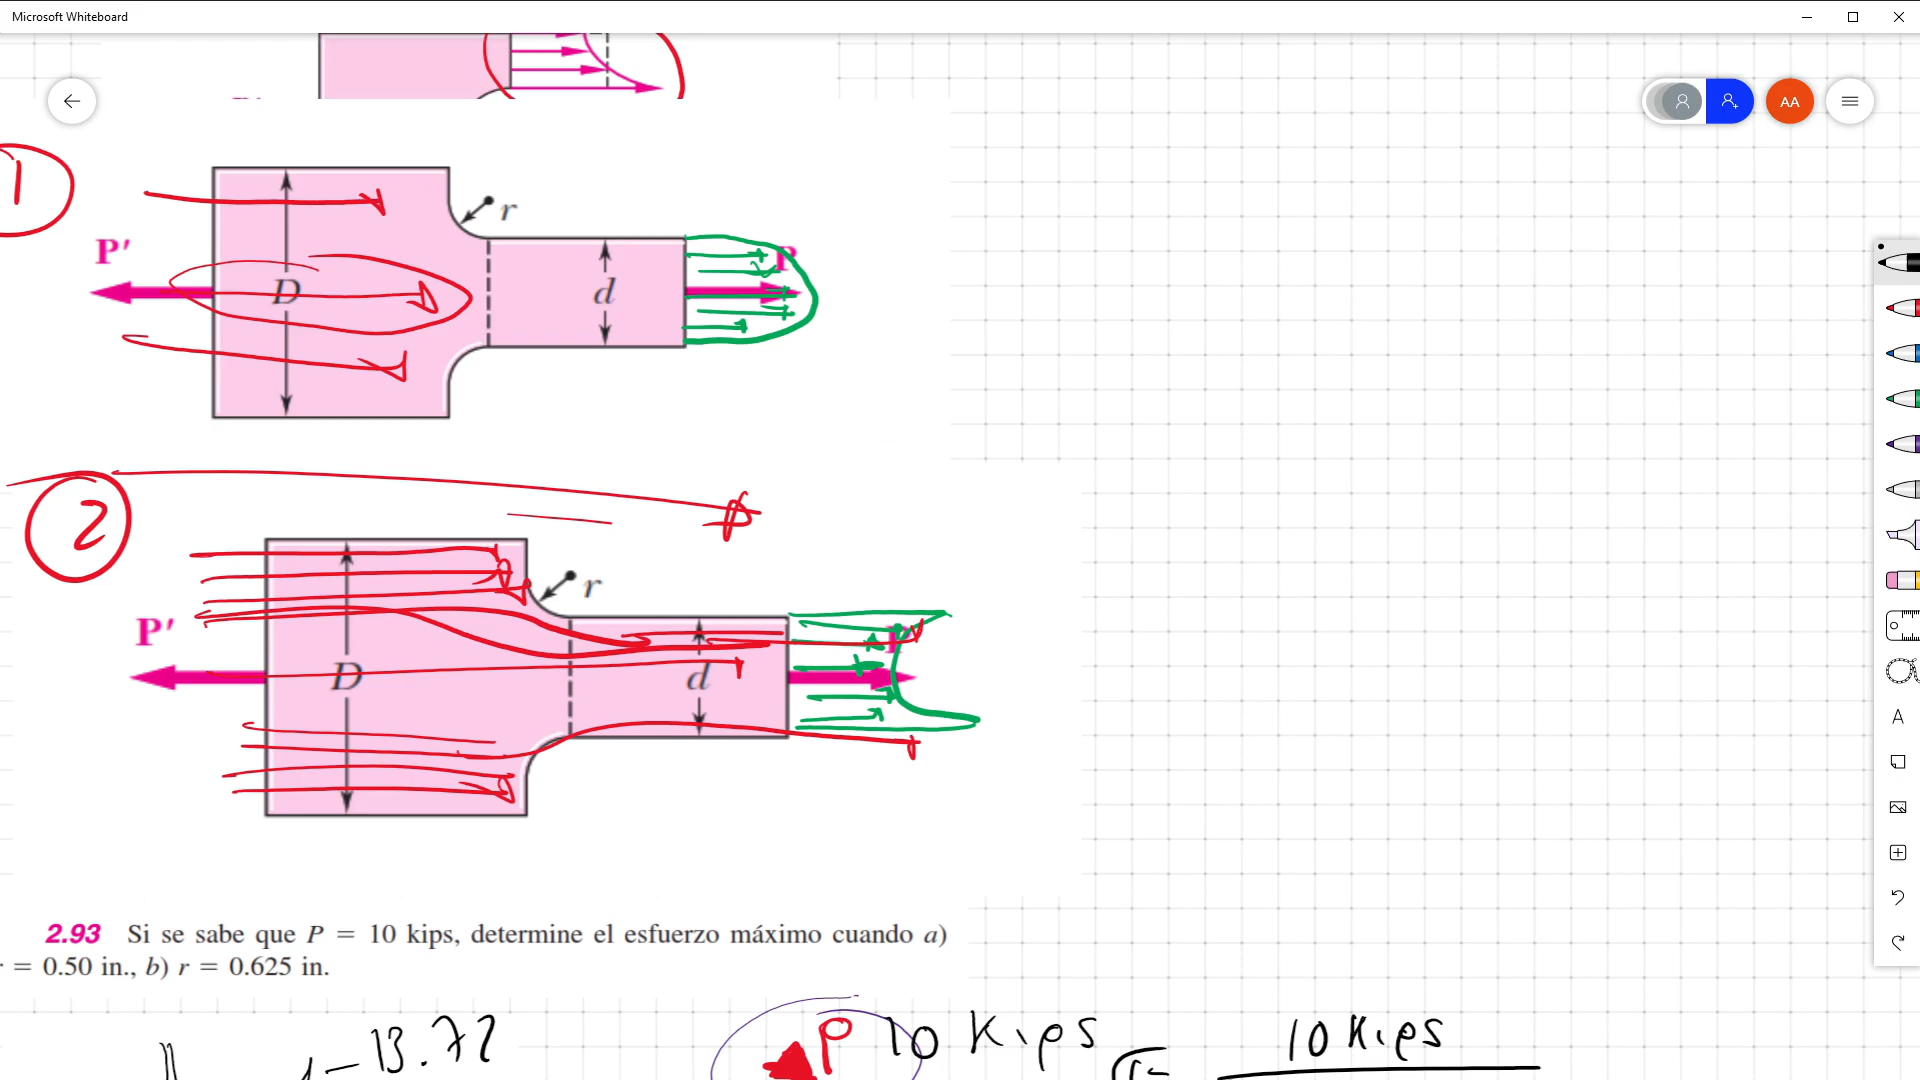 Microsoft Whiteboard
AA
1
r
P′
P
D
d
2
r
P′
D
d
2.93 Si se sabe que P = 10 kips, determine el esfuerzo máximo cuando a)
= 0.50 in., b) r = 0.625 in.
13.72
P 10 kips
10 kips
A